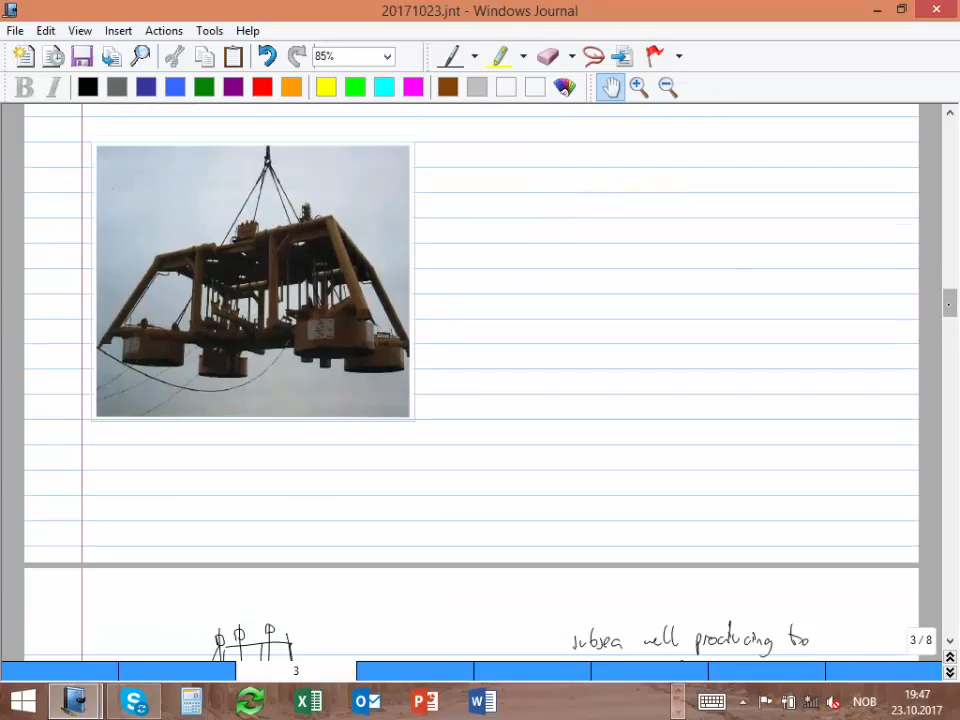 20171023.jnt - Windows Journal
File Edit View Insert Actions Tools Help
85%
B I
subsea well producing to
3 / 8
3
NOB
19:47
23.10.2017